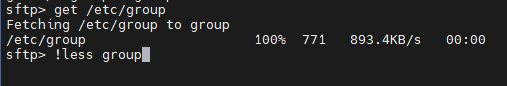 sftp> get /etc/group
Fetching /etc/group to group
/etc/group 100% 771 893.4KB/s 00:00
sftp> !less group